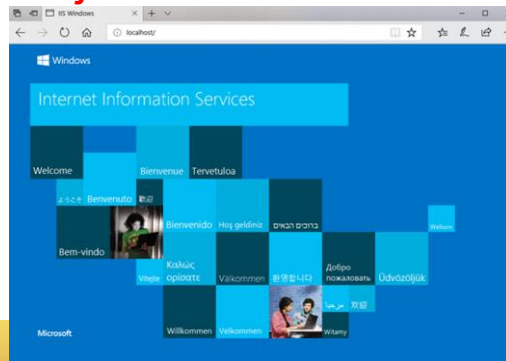 IIS Windows
localhost/
Windows
Internet Information Services
Welcome
Bienvenue
Tervetuloa
ようこそ
Benvenuto
歓迎
Bienvenido
Hoş geldiniz
ברוכים הבאים
Welkom
Bem-vindo
Vítejte
Καλώς
ορίσατε
Välkommen
환영합니다
Добро
пожаловать
Üdvözöljük
مرحبا
欢迎
Microsoft
Willkommen
Velkommen
Witamy